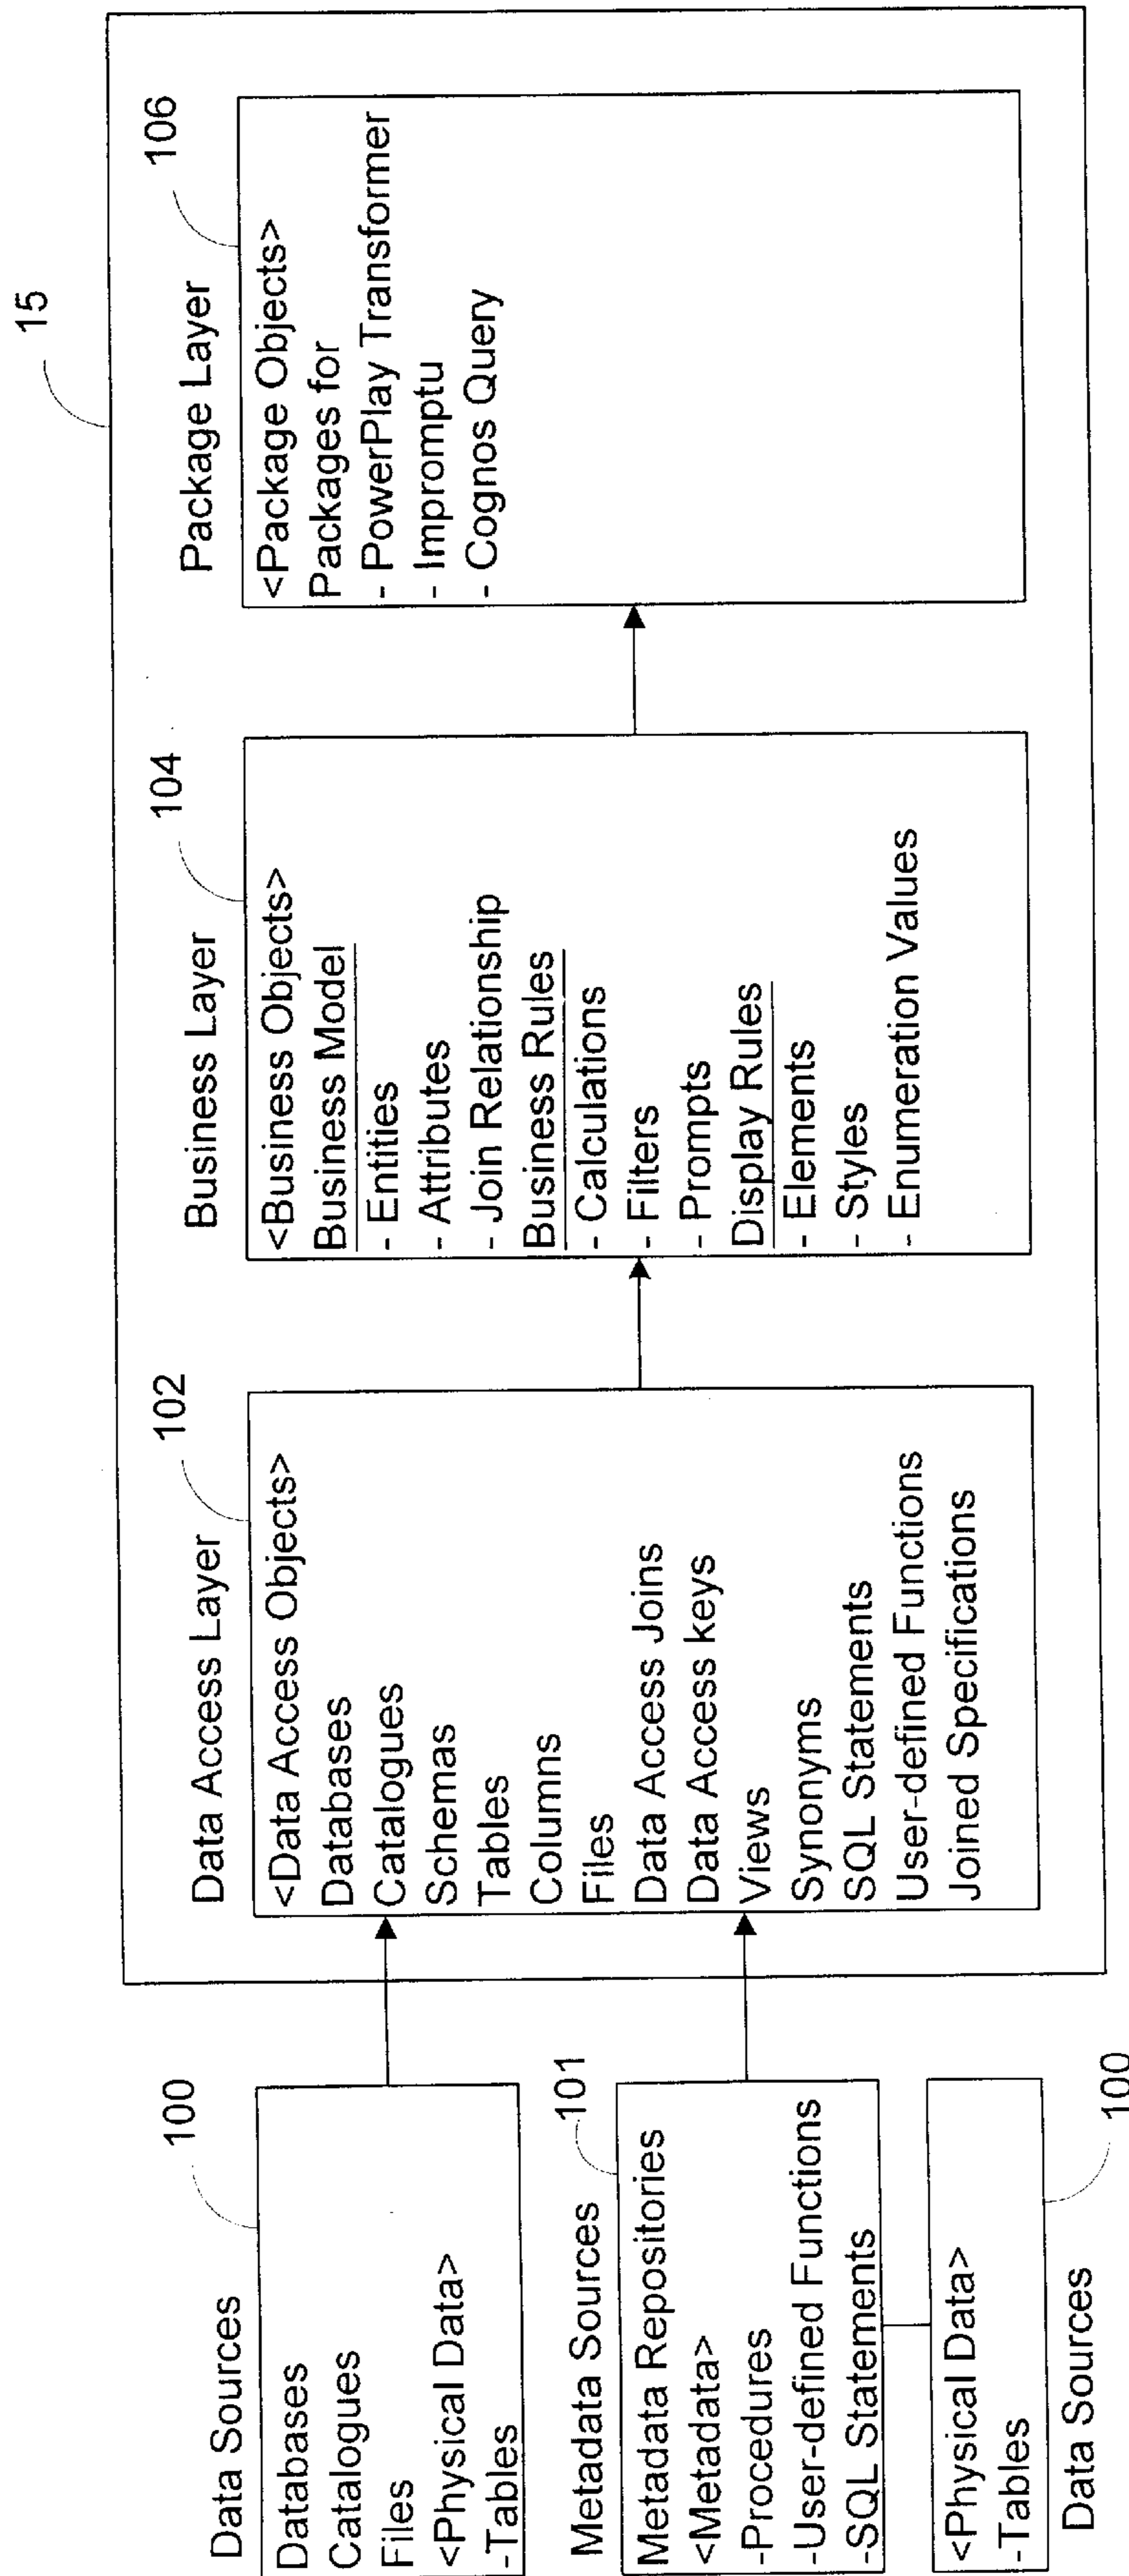 15
Data Sources
100
Databases
Catalogues
Files
<Physical Data>
-Tables
Metadata Sources
101
Metadata Repositories
<Metadata>
-Procedures
-User-defined Functions
-SQL Statements
<Physical Data>
-Tables
Data Sources
100
Data Access Layer
102
<Data Access Objects>
Databases
Catalogues
Schemas
Tables
Columns
Files
Data Access Joins
Data Access keys
Views
Synonyms
SQL Statements
User-defined Functions
Joined Specifications
Business Layer
104
<Business Objects>
Business Model
- Entities
- Attributes
- Join Relationship
Business Rules
- Calculations
- Filters
- Prompts
Display Rules
- Elements
- Styles
- Enumeration Values
Package Layer
106
<Package Objects>
Packages for
- PowerPlay Transformer
- Impromptu
- Cognos Query